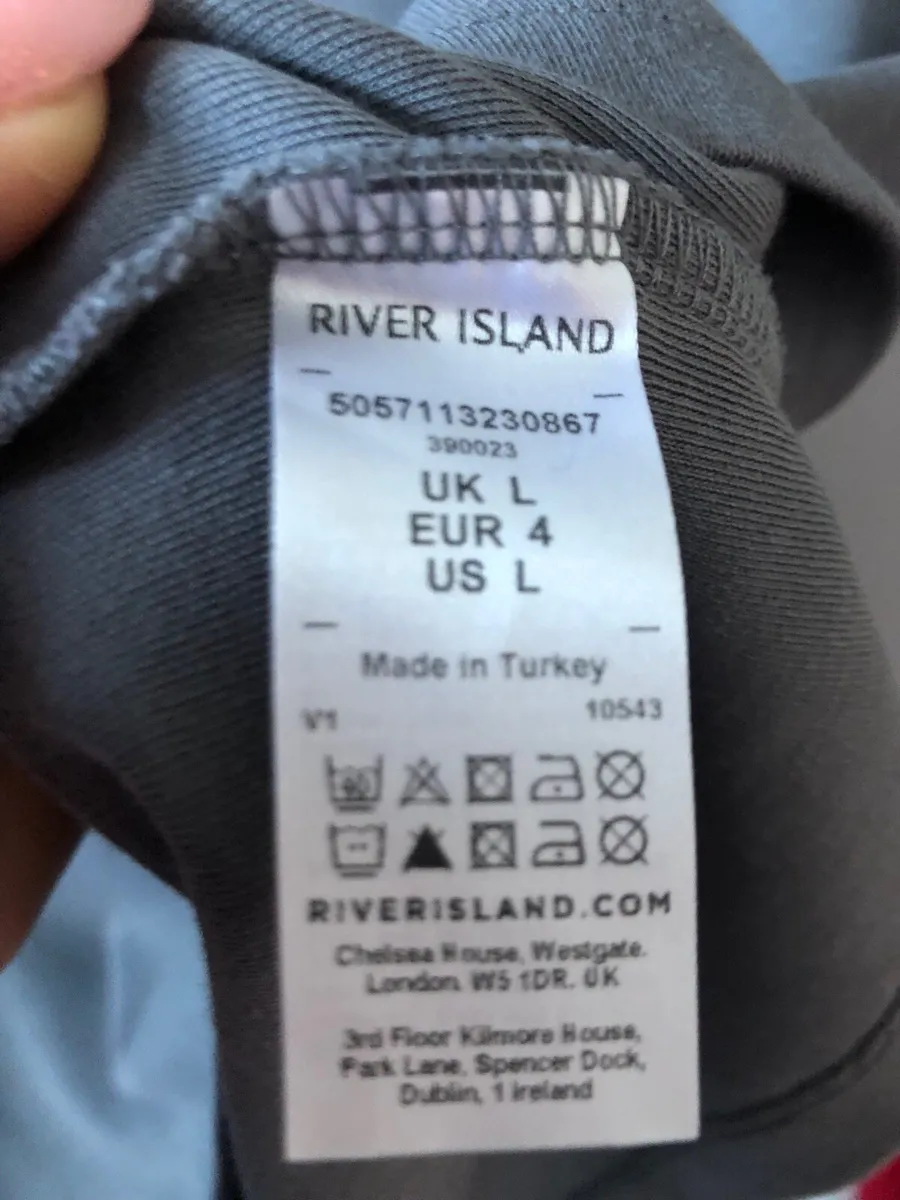 RIVER ISLAND
5057113230867
390023
UK L
EUR 4
US L
Made in Turkey
V1 10543
RIVERISLAND.COM
Chelsea House, Westgate.
London. W5 1DR. UK
3rd Floor Kilmore House,
Park Lane, Spencer Dock,
Dublin, 1 Ireland